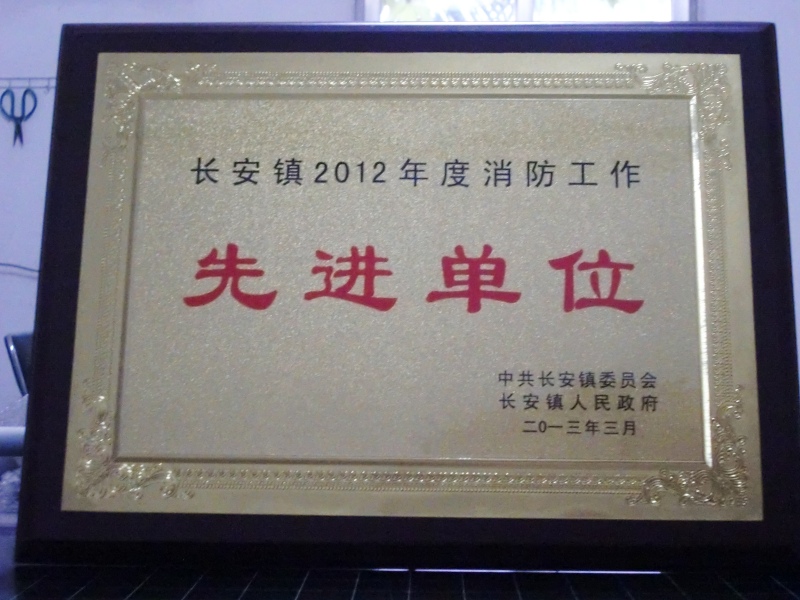 长安镇2012年度消防工作
先进单位
中共长安镇委员会
长安镇人民政府
二0一三年三月